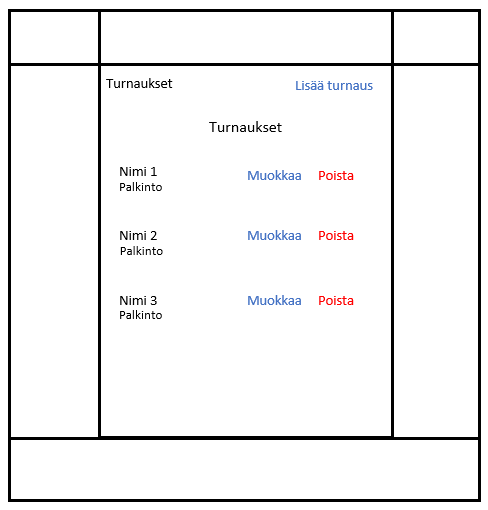 Turnaukset Lisää turnaus
Turnaukset
Nimi 1 Muokkaa Poista
Palkinto
Nimi 2 Muokkaa Poista
Palkinto
Nimi 3 Muokkaa Poista
Palkinto